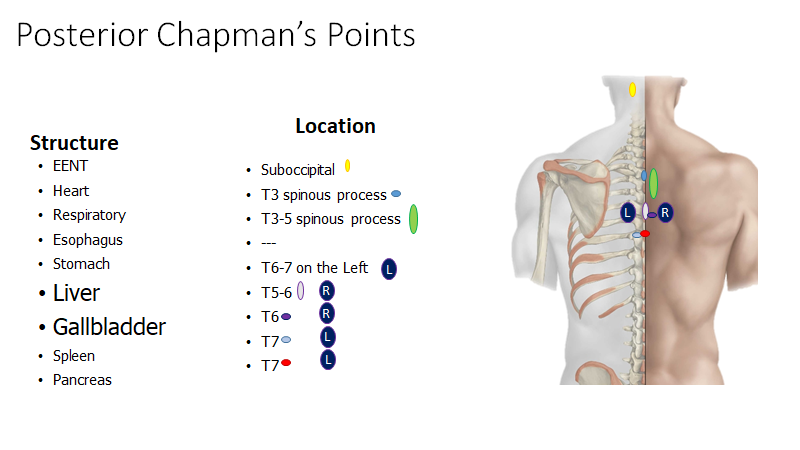 Posterior Chapman's Points
Structure
• EENT
• Heart
• Respiratory
• Esophagus
• Stomach
• Liver
• Gallbladder
• Spleen
• Pancreas
Location
• Suboccipital
• T3 spinous process
• T3-5 spinous process
• ---
• T6-7 on the Left L
• T5-6 R
• T6 R
• T7 L
• T7 L
L R